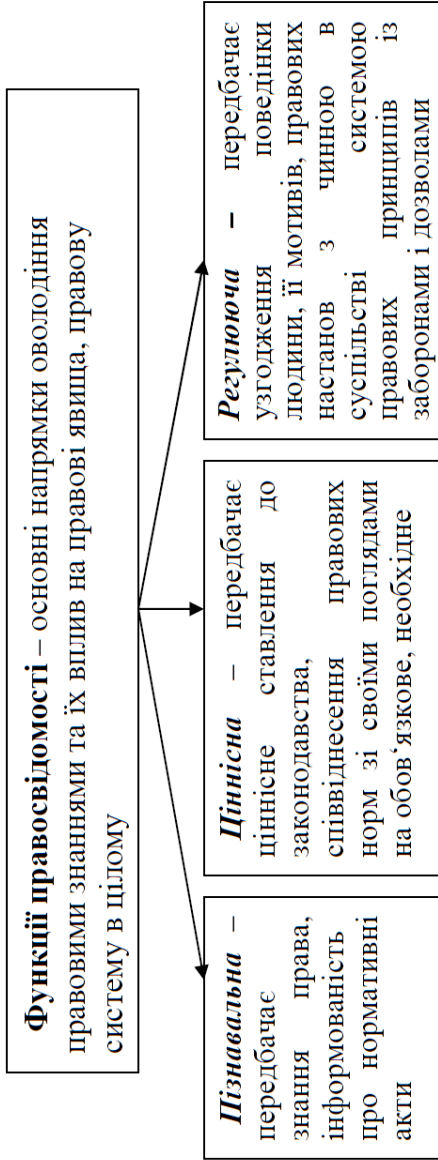 Функції правосвідомості – основні напрямки оволодіння
правовими знаннями та їх вплив на правові явища, правову
систему в цілому
Пізнавальна –
передбачає
знання права,
інформованість
про нормативні
акти
Ціннісна – передбачає
ціннісне ставлення до
законодавства,
співвіднесення правових
норм зі своїми поглядами
на обов‘язкове, необхідне
Регулююча – передбачає
узгодження поведінки
людини, її мотивів, правових
настанов з чинною в
суспільстві системою
правових принципів із
заборонами і дозволами